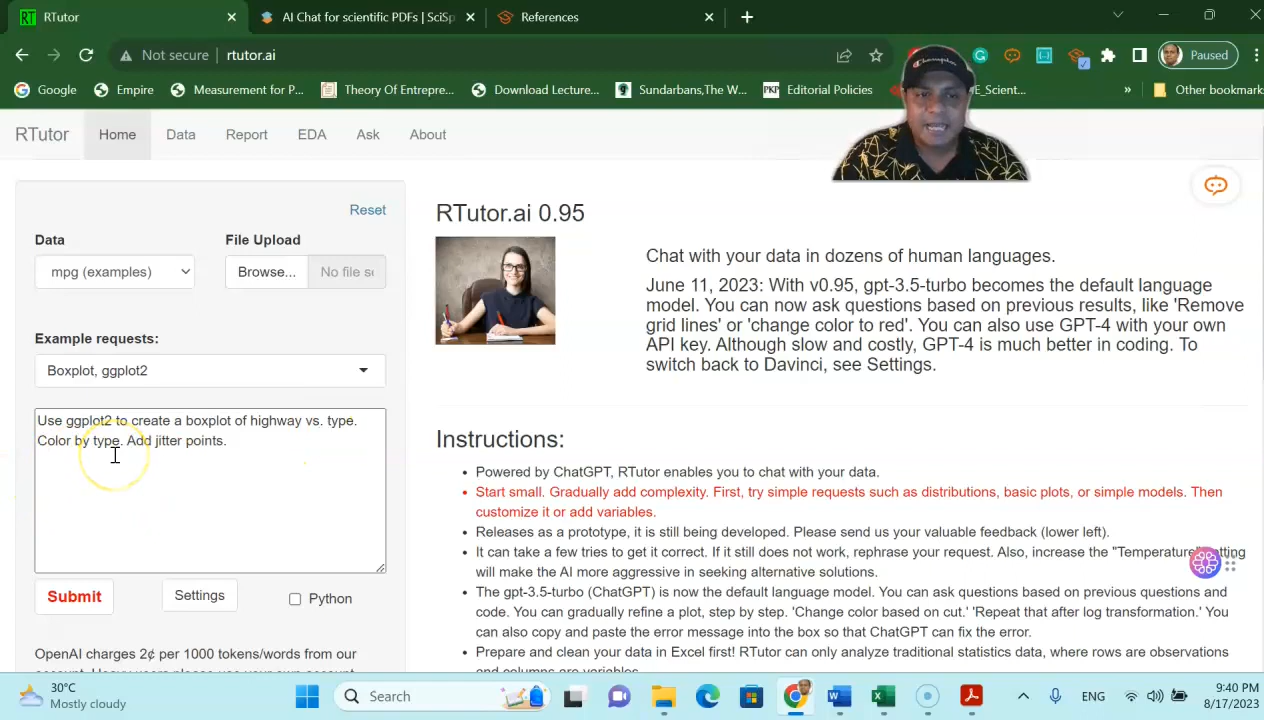 RTutor
AI Chat for scientific PDFs | SciSp
References
Not secure
rtutor.ai
Paused
Google
Empire
Measurement for P...
Theory Of Entrepre...
Download Lecture...
Sundarbans,The W...
PKP
Editorial Policies
E_Scient...
»
Other bookmark
RTutor
Home
Data
Report
EDA
Ask
About
Reset
Data
File Upload
mpg (examples)
Browse...
No file se
Example requests:
Boxplot, ggplot2
Use ggplot2 to create a boxplot of highway vs. type.
Color by type. Add jitter points.
Submit
Settings
Python
OpenAI charges 2¢ per 1000 tokens/words from our
RTutor.ai 0.95
Chat with your data in dozens of human languages.
June 11, 2023: With v0.95, gpt-3.5-turbo becomes the default language
model. You can now ask questions based on previous results, like 'Remove
grid lines' or 'change color to red'. You can also use GPT-4 with your own
API key. Although slow and costly, GPT-4 is much better in coding. To
switch back to Davinci, see Settings.
Instructions:
• Powered by ChatGPT, RTutor enables you to chat with your data.
• Start small. Gradually add complexity. First, try simple requests such as distributions, basic plots, or simple models. Then
customize it or add variables.
• Releases as a prototype, it is still being developed. Please send us your valuable feedback (lower left).
• It can take a few tries to get it correct. If it still does not work, rephrase your request. Also, increase the "Temperature" setting
will make the AI more aggressive in seeking alternative solutions.
• The gpt-3.5-turbo (ChatGPT) is now the default language model. You can ask questions based on previous questions and
code. You can gradually refine a plot, step by step. 'Change color based on cut.' 'Repeat that after log transformation.' You
can also copy and paste the error message into the box so that ChatGPT can fix the error.
• Prepare and clean your data in Excel first! RTutor can only analyze traditional statistics data, where rows are observations
and columns are variables.
30°C
Mostly cloudy
Search
ENG
9:40 PM
8/17/2023